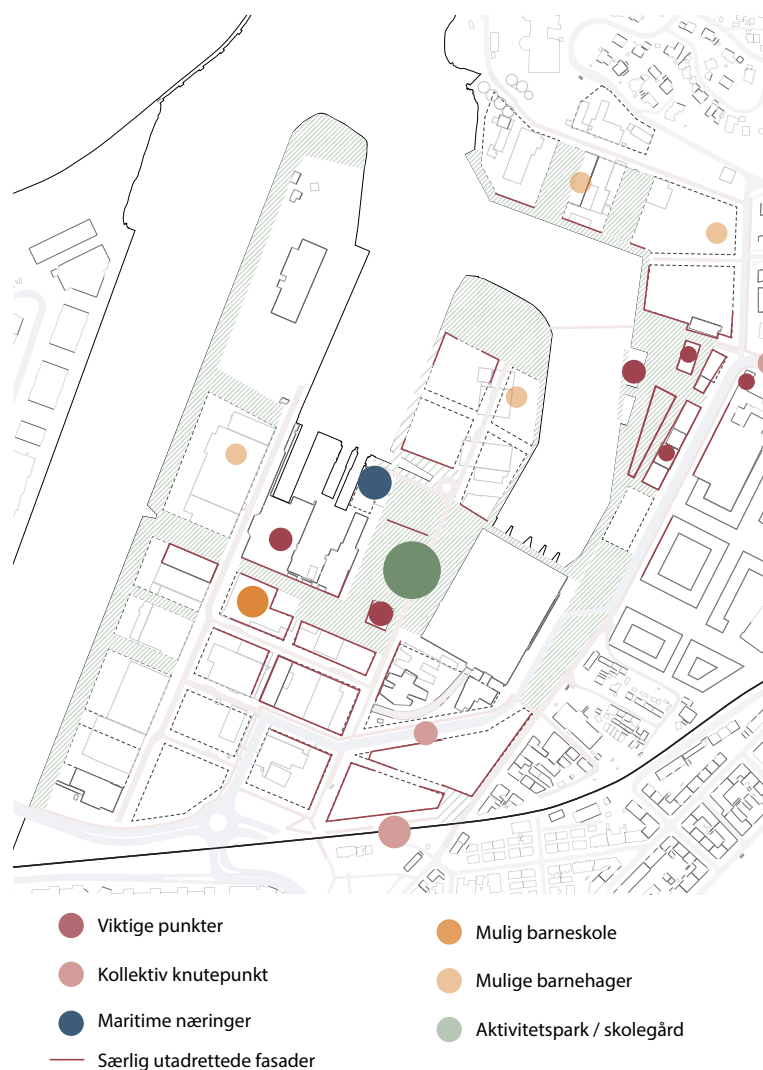 Viktige punkter
Kollektiv knutepunkt
Maritime næringer
Særlig utadrettede fasader
Mulig barneskole
Mulige barnehager
Aktivitetspark / skolegård